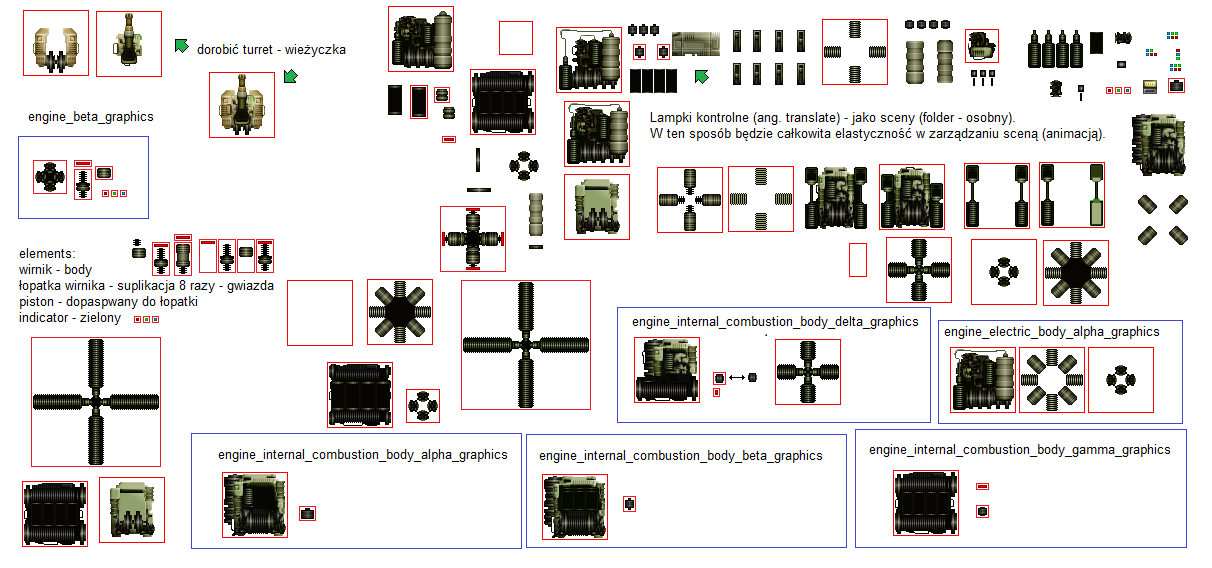 dorobić turret - wieżyczka
engine_beta_graphics
Lampki kontrolne (ang. translate) - jako sceny (folder - osobny).
W ten sposób będzie całkowita elastyczność w zarządzaniu sceną (animacją).
elements:
wirnik - body
łopatka wirnika - suplikacja 8 razy - gwiazda
piston - dopaspwany do łopatki
indicator - zielony
engine_internal_combustion_body_delta_graphics
engine_electric_body_alpha_graphics
engine_internal_combustion_body_alpha_graphics
engine_internal_combustion_body_beta_graphics
engine_internal_combustion_body_gamma_graphics